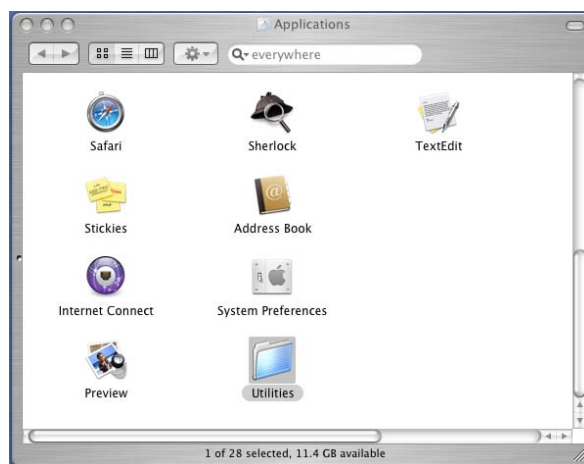 Applications
everywhere
Safari
Sherlock
TextEdit
Stickies
Address Book
Internet Connect
System Preferences
Preview
Utilities
1 of 28 selected, 11.4 GB available